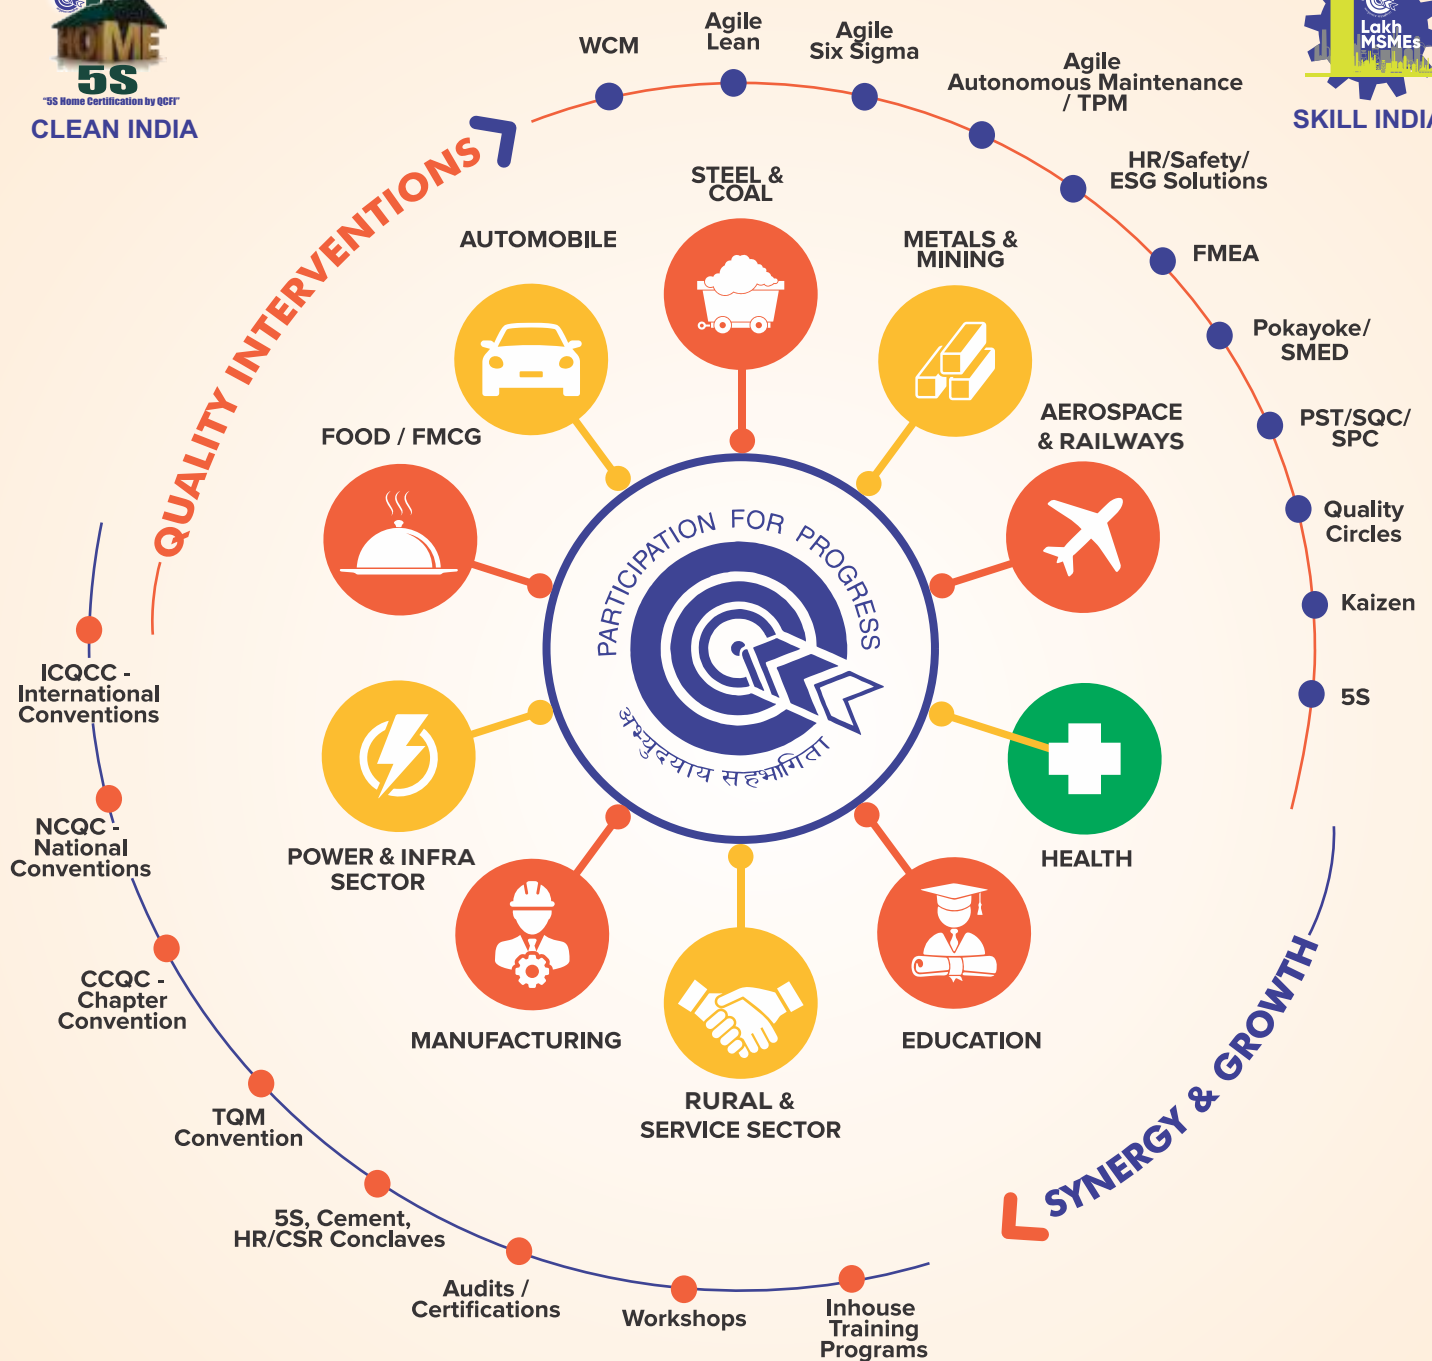 HOME
5S
"5S Home Certification by QCFI"
CLEAN INDIA
Lakh
MSMEs
SKILL INDIA
QUALITY INTERVENTIONS
WCM
Agile
Lean
Agile
Six Sigma
Agile
Autonomous Maintenance
/ TPM
HR/Safety/
ESG Solutions
FMEA
Pokayoke/
SMED
PST/SQC/
SPC
Quality
Circles
Kaizen
5S
STEEL &
COAL
AUTOMOBILE
METALS &
MINING
FOOD / FMCG
AEROSPACE
& RAILWAYS
PARTICIPATION FOR PROGRESS
अभ्युदयाय सहभागिता
POWER & INFRA
SECTOR
HEALTH
MANUFACTURING
EDUCATION
RURAL &
SERVICE SECTOR
SYNERGY & GROWTH
ICQCC -
International
Conventions
NCQC -
National
Conventions
CCQC -
Chapter
Convention
TQM
Convention
5S, Cement,
HR/CSR Conclaves
Audits /
Certifications
Workshops
Inhouse
Training
Programs